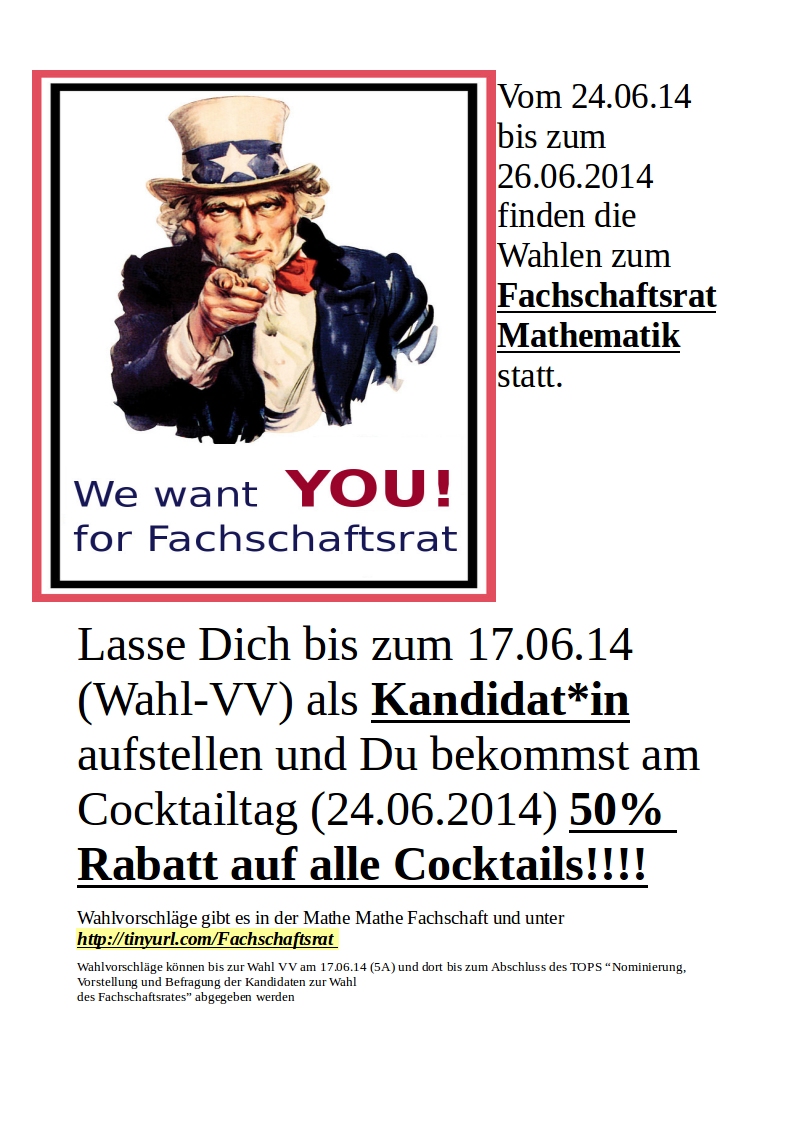 Vom 24.06.14
bis zum
26.06.2014
finden die
Wahlen zum
Fachschaftsrat
Mathematik
statt.
We want YOU!
for Fachschaftsrat
Lasse Dich bis zum 17.06.14
(Wahl-VV) als Kandidat*in
aufstellen und Du bekommst am
Cocktailtag (24.06.2014) 50%
Rabatt auf alle Cocktails!!!!
Wahlvorschläge gibt es in der Mathe Mathe Fachschaft und unter
http://tinyurl.com/Fachschaftsrat
Wahlvorschläge können bis zur Wahl VV am 17.06.14 (5A) und dort bis zum Abschluss des TOPS “Nominierung,
Vorstellung und Befragung der Kandidaten zur Wahl
des Fachschaftsrates” abgegeben werden